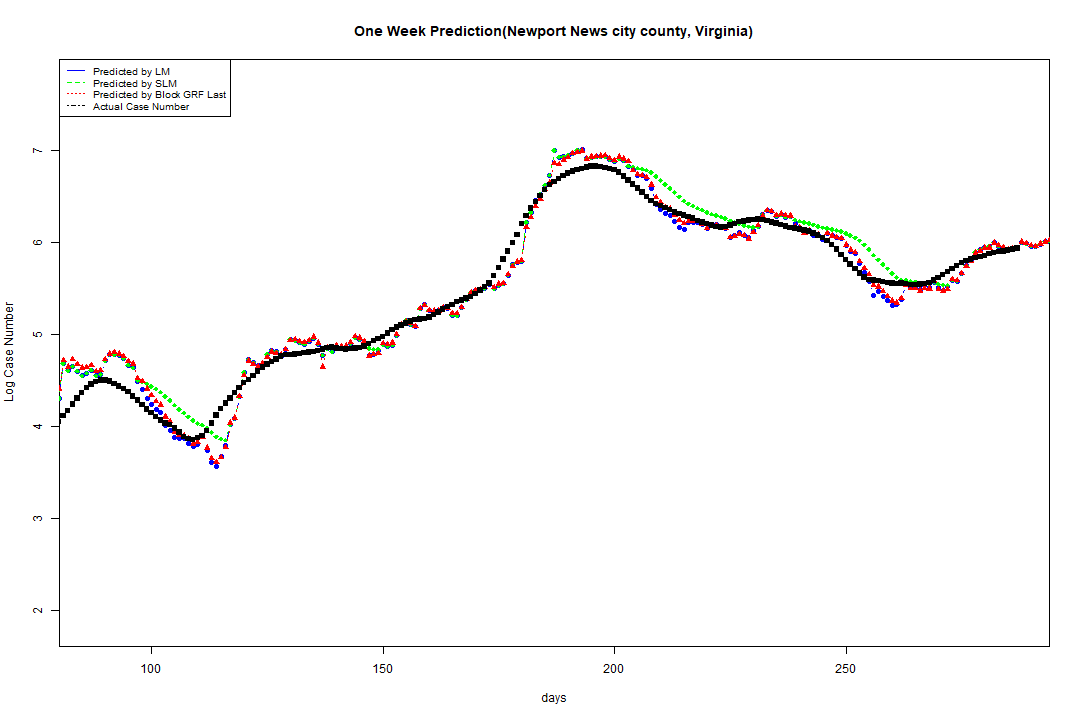 One Week Prediction(Newport News city county, Virginia)
Predicted by LM
Predicted by SLM
Predicted by Block GRF Last
Actual Case Number
7
6
5
4
3
2
Log Case Number
100 150 200 250
days